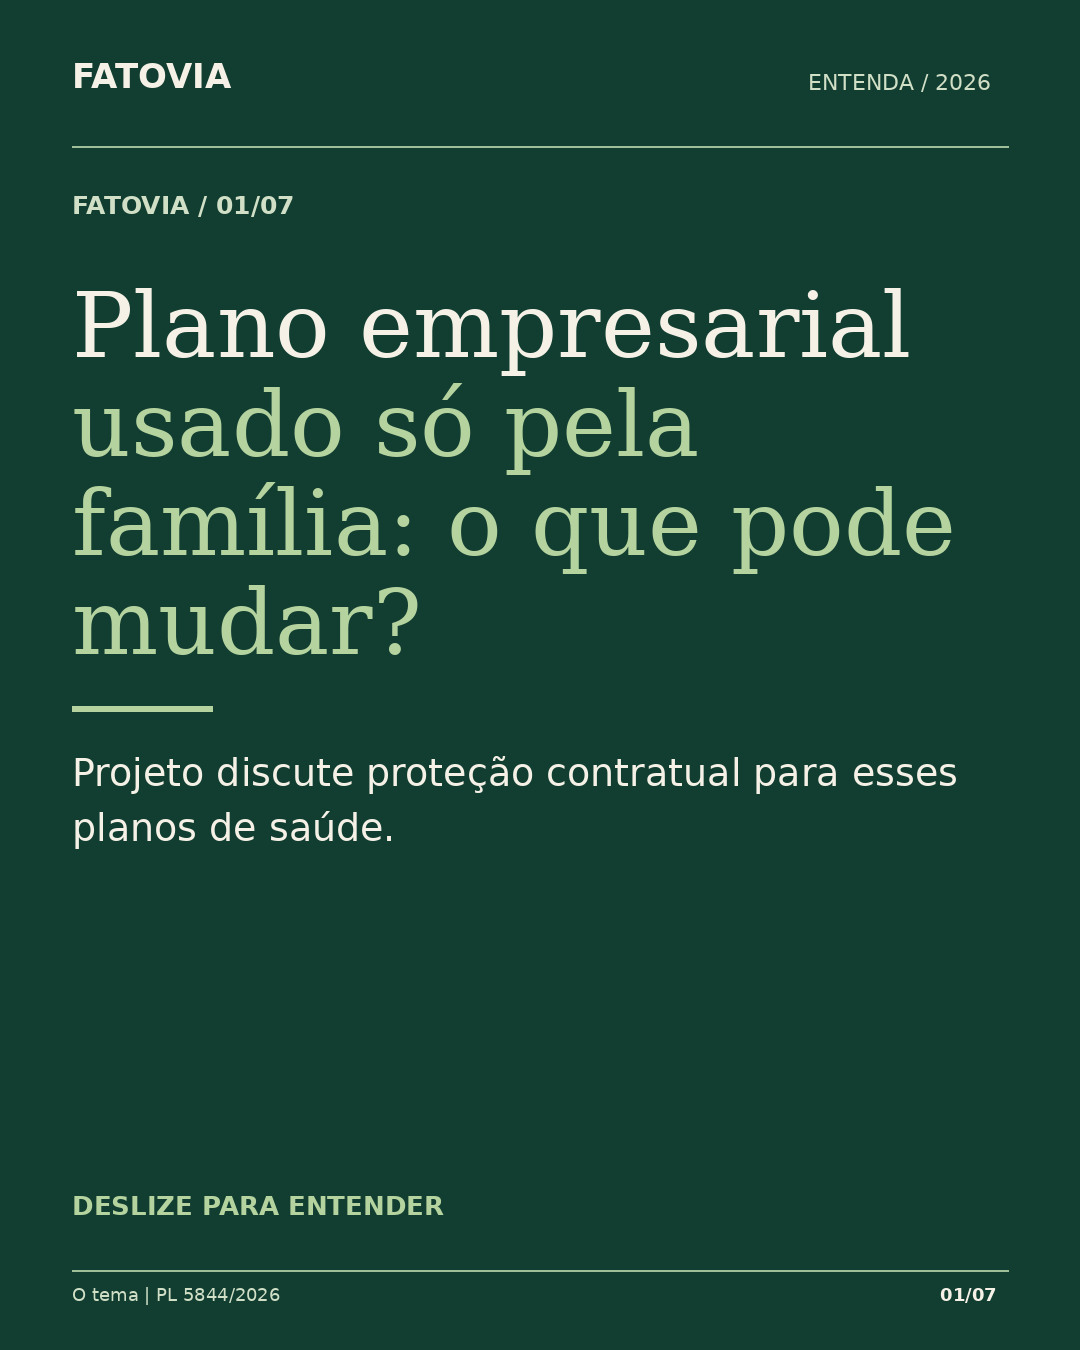 FATOVIA
ENTENDA / 2026
FATOVIA / 01/07
Plano empresarial
usado só pela
família: o que pode
mudar?
Projeto discute proteção contratual para esses
planos de saúde.
DESLIZE PARA ENTENDER
O tema | PL 5844/2026
01/07